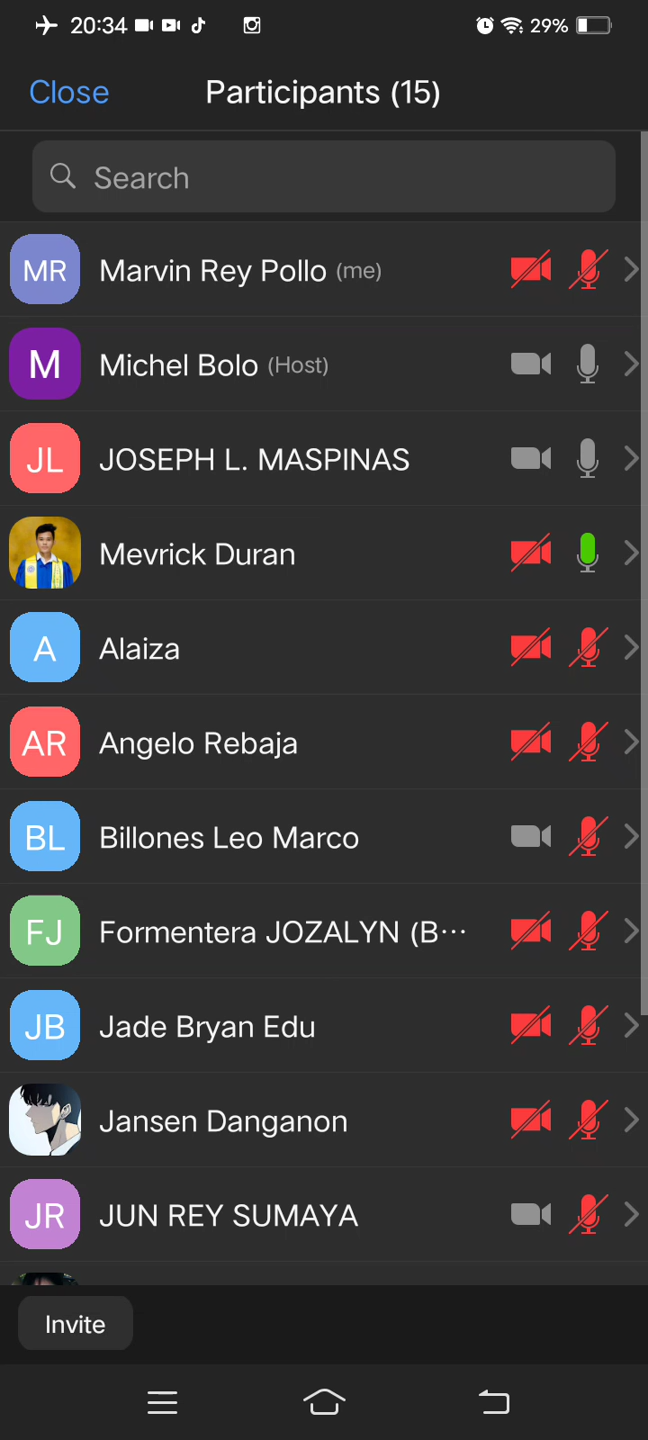 20:34
29%
Close
Participants (15)
Search
MR
Marvin Rey Pollo (me)
M
Michel Bolo (Host)
JL
JOSEPH L. MASPINAS
Mevrick Duran
A
Alaiza
AR
Angelo Rebaja
BL
Billones Leo Marco
FJ
Formentera JOZALYN (B···
JB
Jade Bryan Edu
Jansen Danganon
JR
JUN REY SUMAYA
Invite